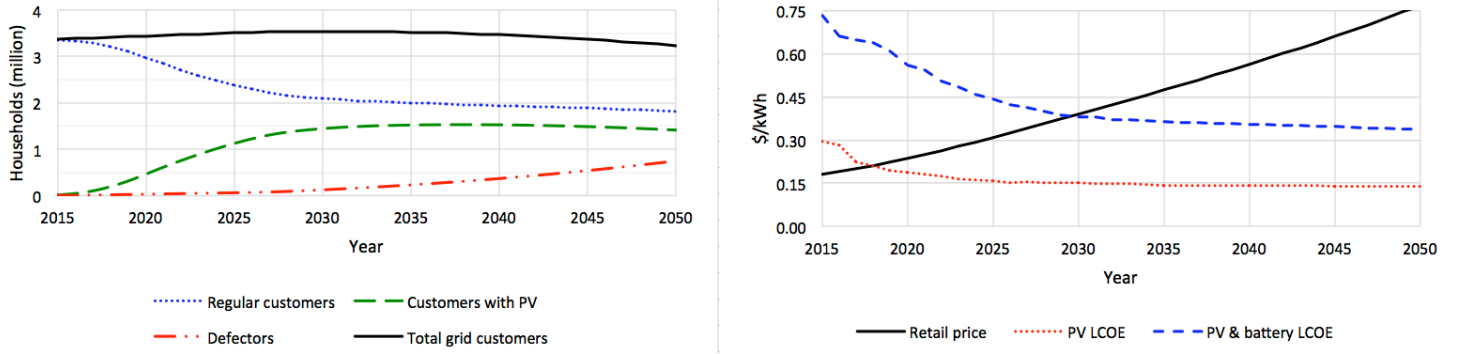 Households (million)
4
3
2
1
0
2015 2020 2025 2030 2035 2040 2045 2050
Year
Regular customers Customers with PV
Defectors Total grid customers
$/kWh
0.75
0.60
0.45
0.30
0.15
0.00
2015 2020 2025 2030 2035 2040 2045 2050
Year
Retail price PV LCOE PV & battery LCOE